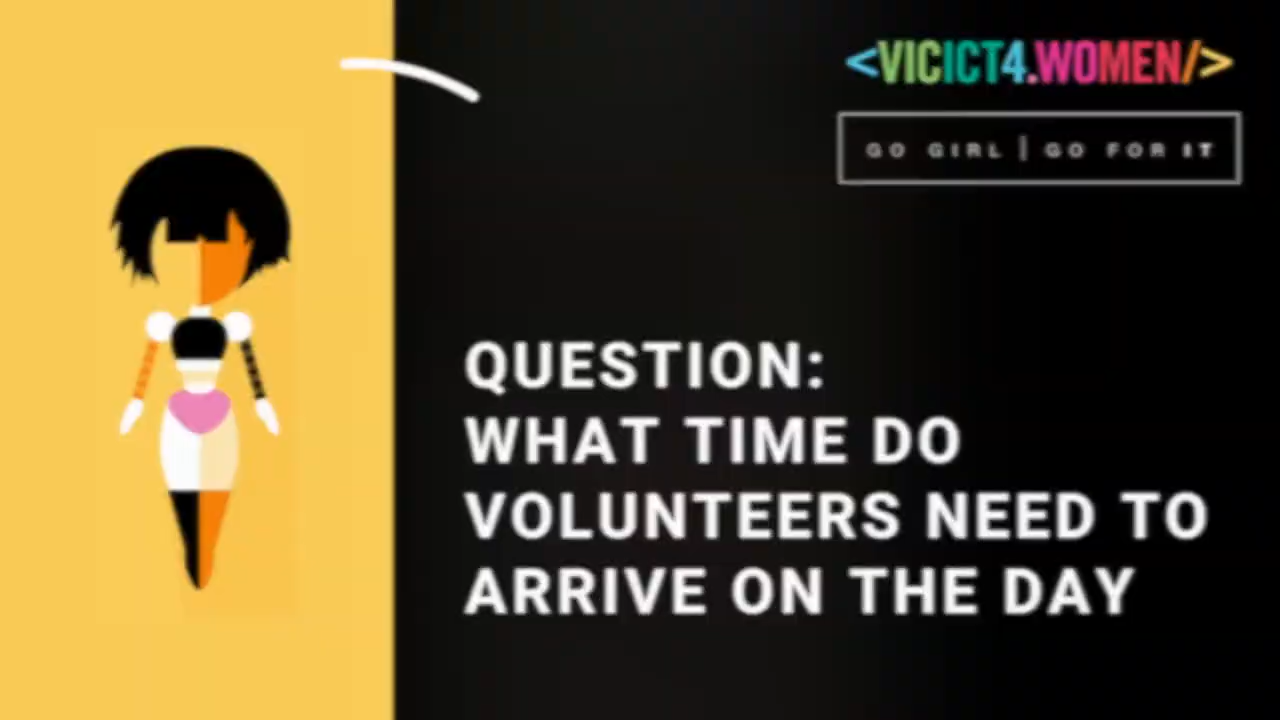 <VICICT4.WOMEN/>
GO GIRL | GO FOR IT
QUESTION:
WHAT TIME DO
VOLUNTEERS NEED TO
ARRIVE ON THE DAY